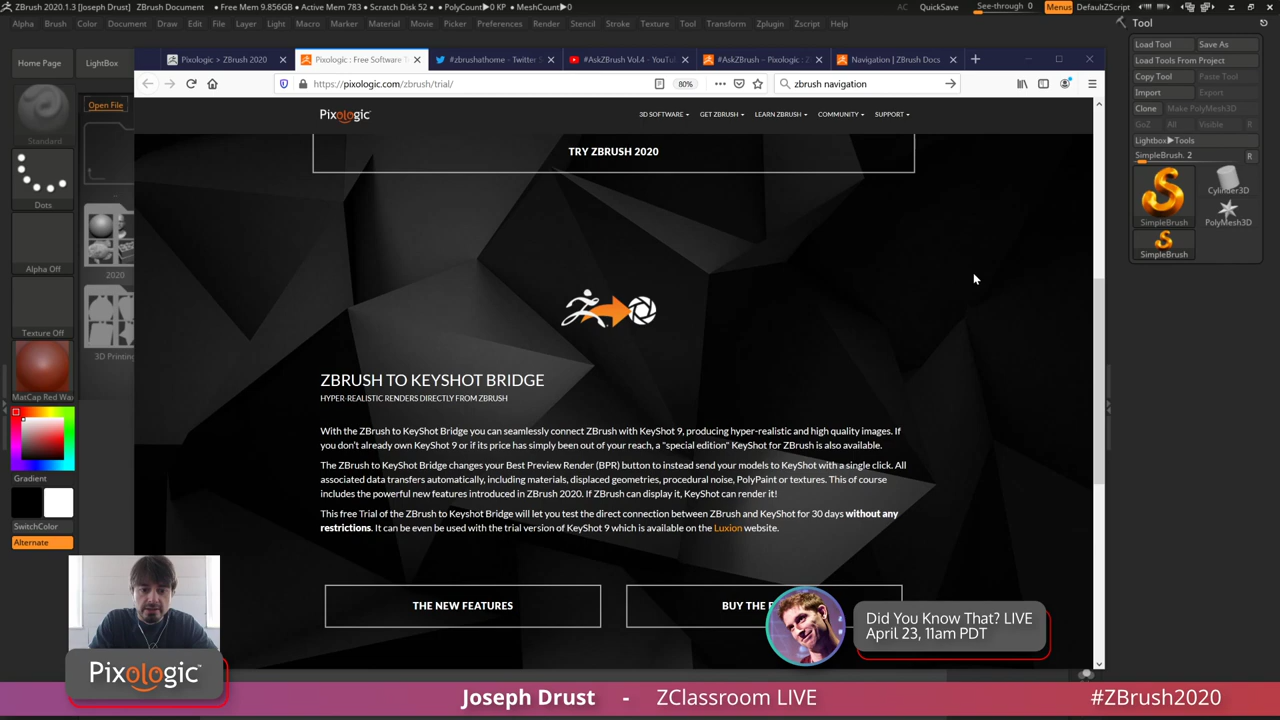 ZBrush 2020.1.3 [Joseph Drust] ZBrush Document • Free Mem 9.856GB • Active Mem 783 • Scratch Disk 52 • PolyCount▶0 KP • MeshCount▶0
AC QuickSave See-through 0 Menus DefaultZScript
Alpha Brush Color Document Draw Edit File Layer Light Macro Marker Material Movie Picker Preferences Render Stencil Stroke Texture Tool Transform Zplugin Zscript Help
Tool
Home Page LightBox
Pixologic > ZBrush 2020
Pixologic : Free Software T
#zbrushathome - Twitter S
#AskZBrush Vol.4 - YouTu
#AskZBrush – Pixologic : Z
Navigation | ZBrush Docs
https://pixologic.com/zbrush/trial/
80%
zbrush navigation
Load Tool Save As
Load Tools From Project
Copy Tool Paste Tool
Import Export
Clone Make PolyMesh3D
GoZ All Visible R
Lightbox▶Tools
SimpleBrush. 2 R
SimpleBrush
Cylinder3D
PolyMesh3D
SimpleBrush
Open File
Standard
Dots
Alpha Off
2020
Texture Off
3D Printing
MatCap Red Wa
Gradient
SwitchColor
Alternate
Pixologic
3D SOFTWARE GET ZBRUSH LEARN ZBRUSH COMMUNITY SUPPORT
TRY ZBRUSH 2020
ZBRUSH TO KEYSHOT BRIDGE
HYPER-REALISTIC RENDERS DIRECTLY FROM ZBRUSH
With the ZBrush to KeyShot Bridge you can seamlessly connect ZBrush with KeyShot 9, producing hyper-realistic and high quality images. If
you don't already own KeyShot 9 or if its price has simply been out of your reach, a "special edition" KeyShot for ZBrush is also available.
The ZBrush to KeyShot Bridge changes your Best Preview Render (BPR) button to instead send your models to KeyShot with a single click. All
associated data transfers automatically, including materials, displaced geometries, procedural noise, PolyPaint or textures. This of course
includes the powerful new features introduced in ZBrush 2020. If ZBrush can display it, KeyShot can render it!
This free Trial of the ZBrush to Keyshot Bridge will let you test the direct connection between ZBrush and KeyShot for 30 days without any
restrictions. It can be even be used with the trial version of KeyShot 9 which is available on the Luxion website.
THE NEW FEATURES
BUY THE
Did You Know That? LIVE
April 23, 11am PDT
Pixologic™
Joseph Drust - ZClassroom LIVE
#ZBrush2020